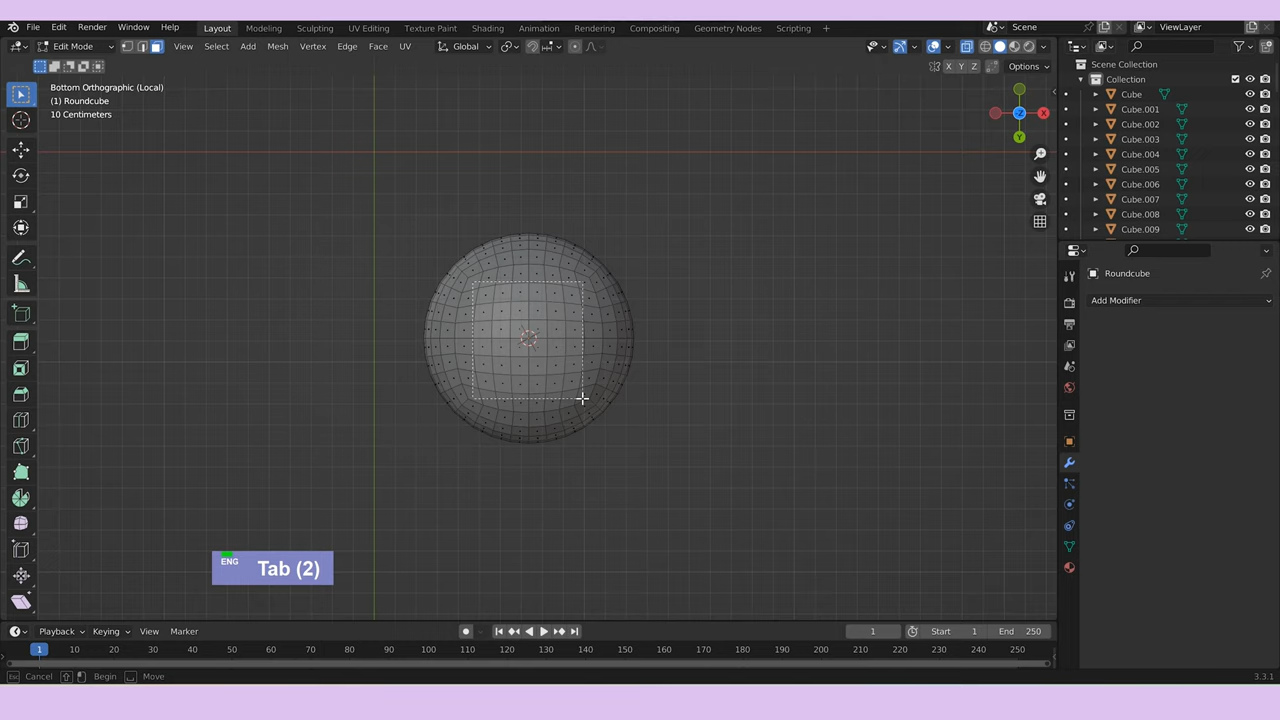 File Edit Render Window Help Layout Modeling Sculpting UV Editing Texture Paint Shading Animation Rendering Compositing Geometry Nodes Scripting + Scene ViewLayer
Edit Mode View Select Add Mesh Vertex Edge Face UV Global
X Y Z Options
Bottom Orthographic (Local)
(1) Roundcube
10 Centimeters
X
Y
-Z
Scene Collection
Collection
Cube
Cube.001
Cube.002
Cube.003
Cube.004
Cube.005
Cube.006
Cube.007
Cube.008
Cube.009
Roundcube
Add Modifier
ENG Tab (2)
Playback Keying View Marker 1 Start 1 End 250
1 10 20 30 40 50 60 70 80 90 100 110 120 130 140 150 160 170 180 190 200 210 220 230 240 250
Esc Cancel Begin Move 3.3.1